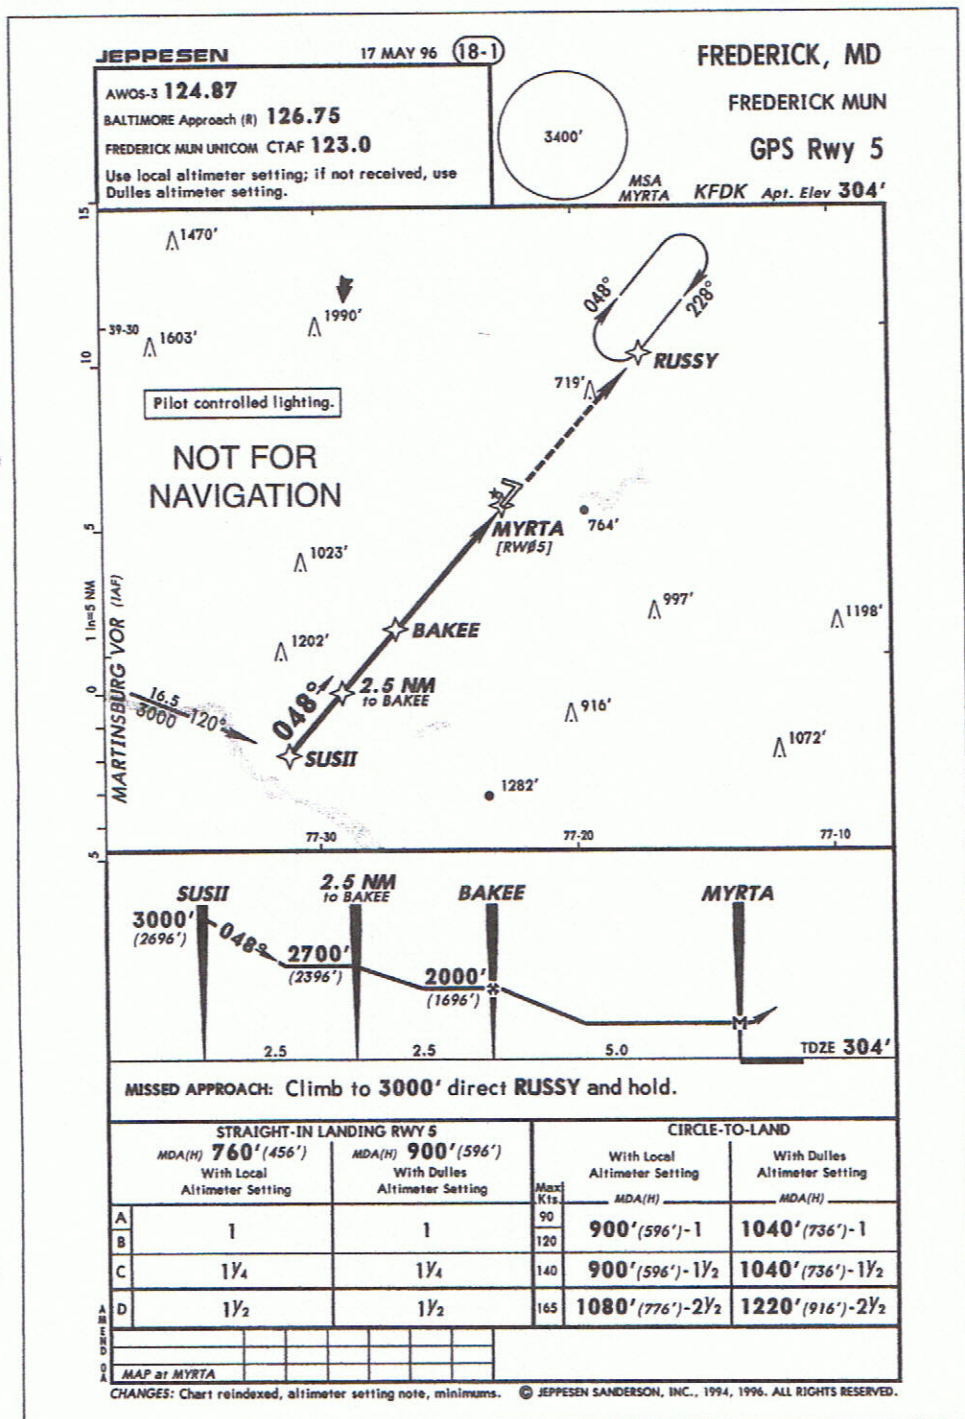 JEPPESEN 17 MAY 96 (18-1)
FREDERICK, MD
FREDERICK MUN
GPS Rwy 5
KFDK Apt. Elev 304'
AWOS-3 124.87
BALTIMORE Approach (R) 126.75
FREDERICK MUN UNICOM CTAF 123.0
Use local altimeter setting; if not received, use
Dulles altimeter setting.
3400'
MSA
MYRTA
15
1470'
39-30
1603'
1990'
048°
228°
RUSSY
10
719'
Pilot controlled lighting.
NOT FOR
NAVIGATION
MYRTA
[RWØ5]
764'
5
1023'
1 In=5 NM
MARTINSBURG VOR (IAF)
BAKEE
997'
1198'
1202'
0
16.5
3000
120°
048°
2.5 NM
to BAKEE
916'
SUSII
1072'
1282'
77-30
77-20
77-10
5
SUSII
2.5 NM
to BAKEE
BAKEE
MYRTA
3000'
(2696')
048°
2700'
(2396')
2000'
(1696')
M
2.5
2.5
5.0
TDZE 304'
MISSED APPROACH: Climb to 3000' direct RUSSY and hold.
STRAIGHT-IN LANDING RWY 5
CIRCLE-TO-LAND
MDA(H) 760'(456')
With Local
Altimeter Setting
MDA(H) 900'(596')
With Dulles
Altimeter Setting
Max
Kts.
With Local
Altimeter Setting
MDA(H)
With Dulles
Altimeter Setting
MDA(H)
A
B
1
1
90
120
900'(596')-1
1040'(736')-1
C
1¼
1¼
140
900'(596')-1½
1040'(736')-1½
D
1½
1½
165
1080'(776')-2½
1220'(916')-2½
AMEND 0A
MAP at MYRTA
CHANGES: Chart reindexed, altimeter setting note, minimums. © JEPPESEN SANDERSON, INC., 1994, 1996. ALL RIGHTS RESERVED.